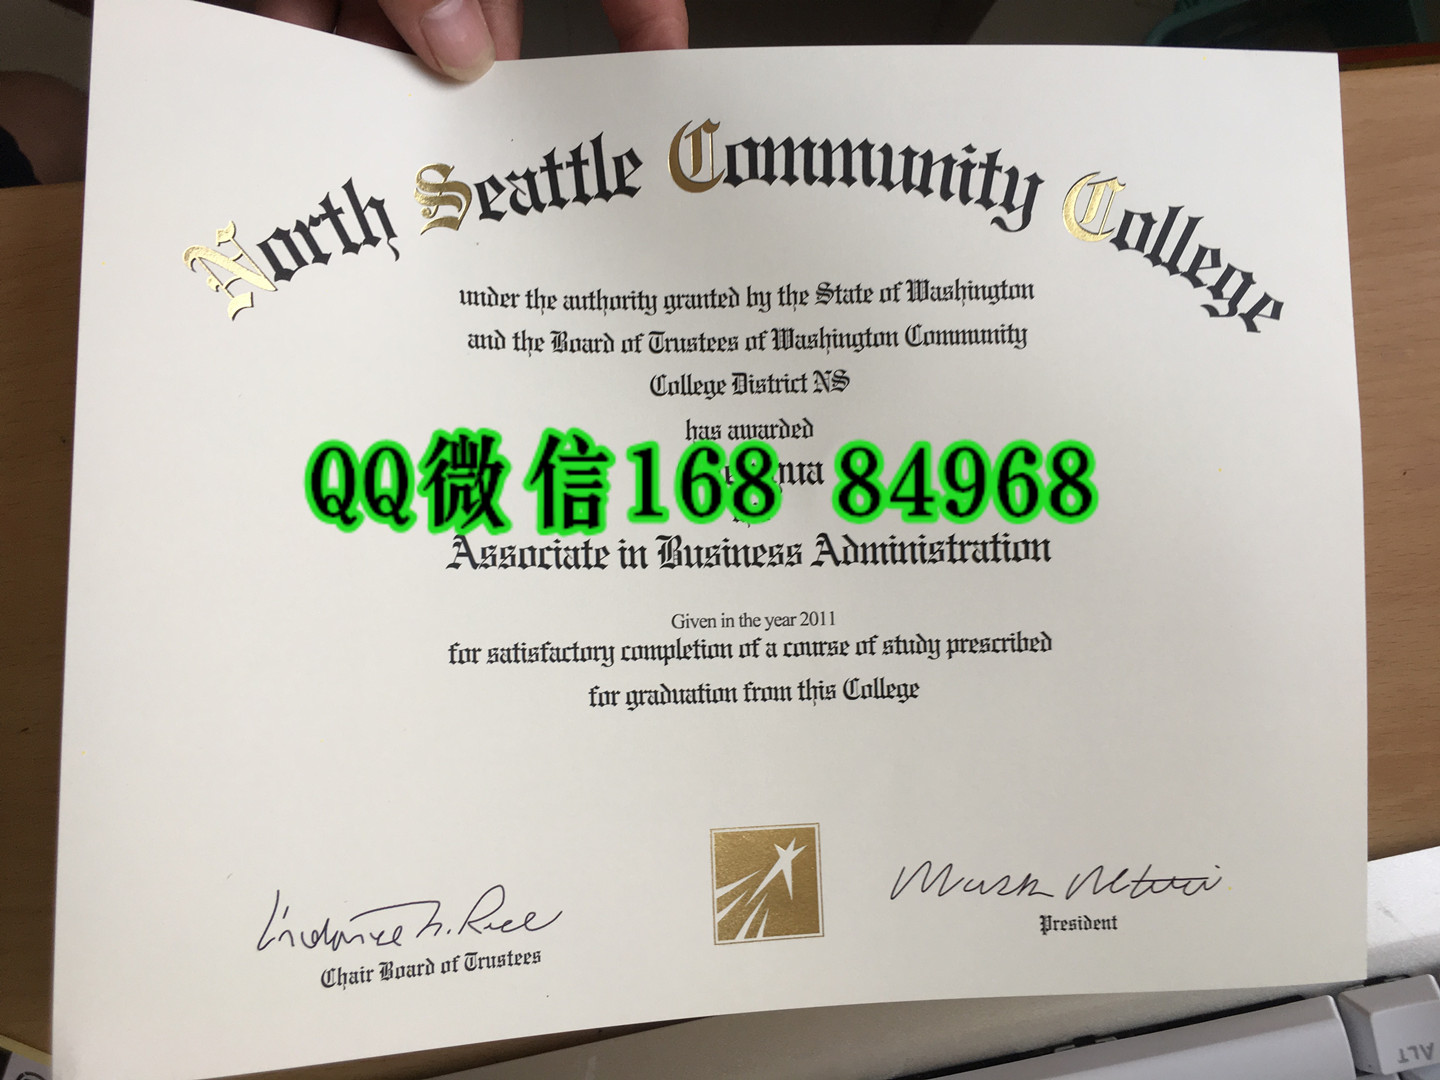 North Seattle Community College
under the authority granted by the State of Washington
and the Board of Trustees of Washington Community
College District NS
has awarded
QQ微信168 84968
Associate in Business Administration
Given in the year 2011
for satisfactory completion of a course of study prescribed
for graduation from this College
Chair Board of Trustees
President
ALT